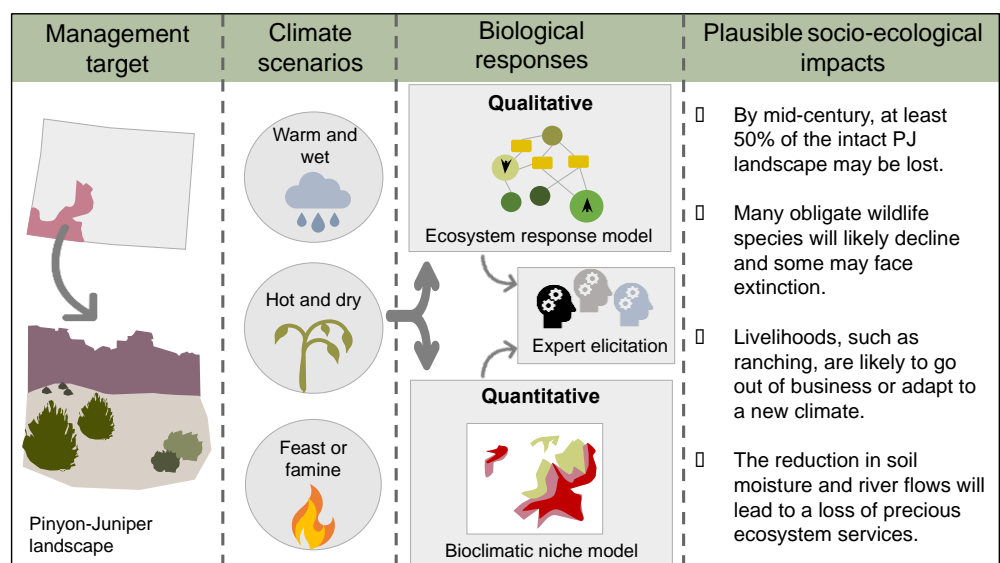 Management
target
Climate
scenarios
Biological
responses
Plausible socio-ecological
impacts
Pinyon-Juniper
landscape
Warm and
wet
Hot and dry
Feast or
famine
Qualitative
Ecosystem response model
Expert elicitation
Quantitative
Bioclimatic niche model
By mid-century, at least
50% of the intact PJ
landscape may be lost.
Many obligate wildlife
species will likely decline
and some may face
extinction.
Livelihoods, such as
ranching, are likely to go
out of business or adapt to
a new climate.
The reduction in soil
moisture and river flows will
lead to a loss of precious
ecosystem services.